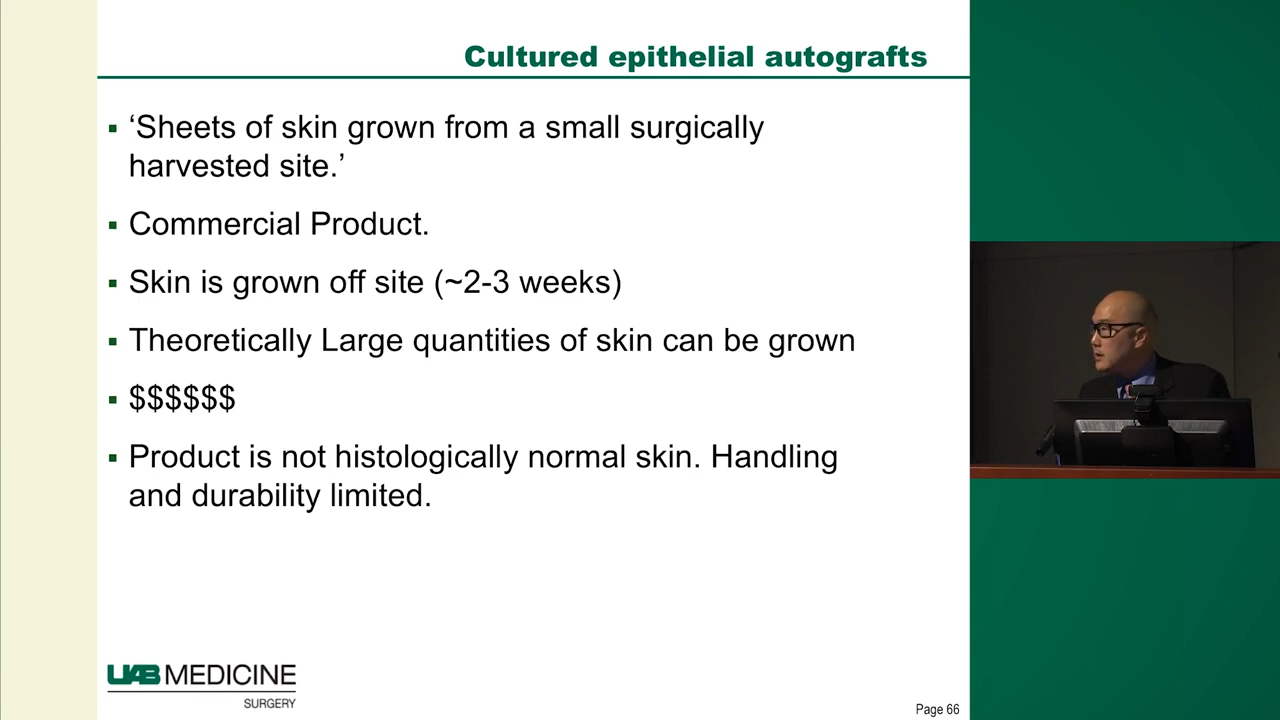 Cultured epithelial autografts
▪ ‘Sheets of skin grown from a small surgically
harvested site.’
▪ Commercial Product.
▪ Skin is grown off site (~2-3 weeks)
▪ Theoretically Large quantities of skin can be grown
▪ $$$$$$
▪ Product is not histologically normal skin. Handling
and durability limited.
UAB MEDICINE
SURGERY
Page 66